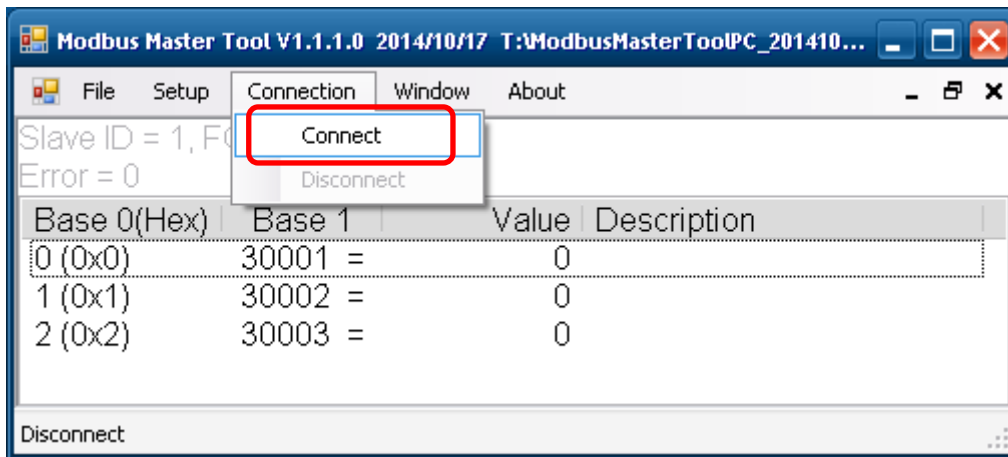 Modbus Master Tool V1.1.1.0 2014/10/17 T:\ModbusMasterToolPC_201410...
File Setup Connection Window About
Connect
Disconnect
Slave ID = 1, F
Error = 0
Base 0(Hex) Base 1 Value Description
0 (0x0) 30001 = 0
1 (0x1) 30002 = 0
2 (0x2) 30003 = 0
Disconnect